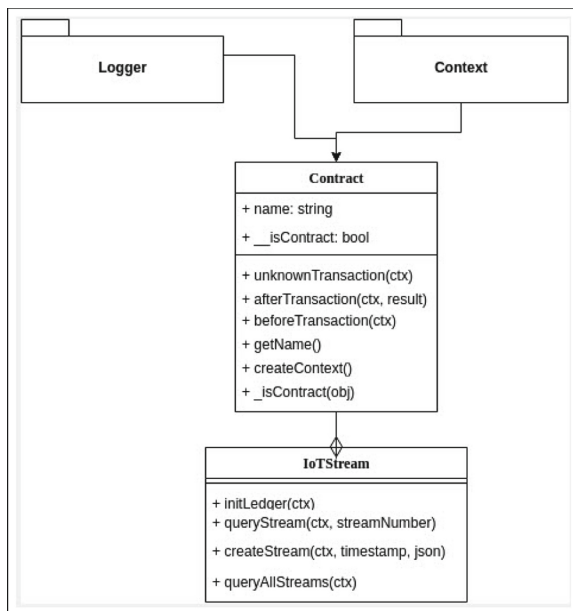 Logger
Context
Contract
+ name: string
+ __isContract: bool
+ unknownTransaction(ctx)
+ afterTransaction(ctx, result)
+ beforeTransaction(ctx)
+ getName()
+ createContext()
+ _isContract(obj)
IoTStream
+ initLedger(ctx)
+ queryStream(ctx, streamNumber)
+ createStream(ctx, timestamp, json)
+ queryAllStreams(ctx)